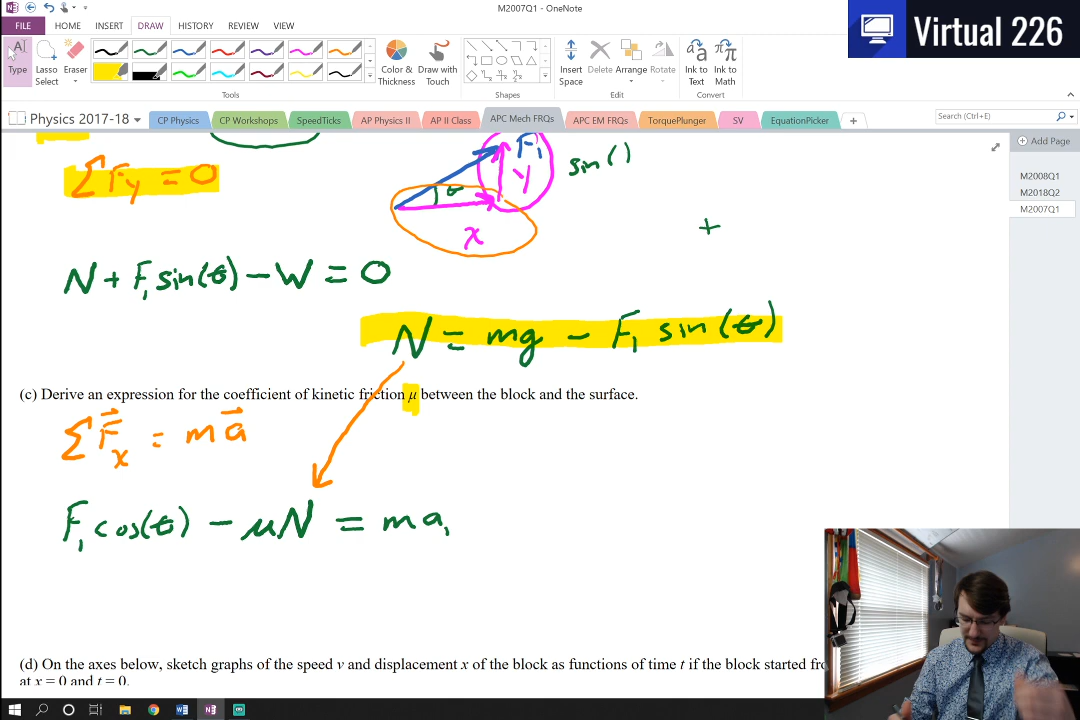 M2007Q1 - OneNote
FILE HOME INSERT DRAW HISTORY REVIEW VIEW
Virtual 226
Type
Lasso Select
Eraser
Color & Thickness
Draw with Touch
Insert Space
Delete
Arrange
Rotate
Ink to Text
Ink to Math
Tools
Shapes
Edit
Convert
Physics 2017-18
CP Physics
CP Workshops
SpeedTicks
AP Physics II
AP II Class
APC Mech FRQs
APC EM FRQs
TorquePlunger
SV
EquationPicker
Search (Ctrl+E)
Add Page
M2008Q1
M2018Q2
M2007Q1
ΣFy = 0
F₁
y
θ
x
sin()
+
N + F₁ sin(θ) - W = 0
N = mg - F₁ sin(θ)
(c) Derive an expression for the coefficient of kinetic friction μ between the block and the surface.
ΣF⃗x = ma⃗
F₁ cos(θ) - μN = ma₁
(d) On the axes below, sketch graphs of the speed v and displacement x of the block as functions of time t if the block started
at x = 0 and t = 0.